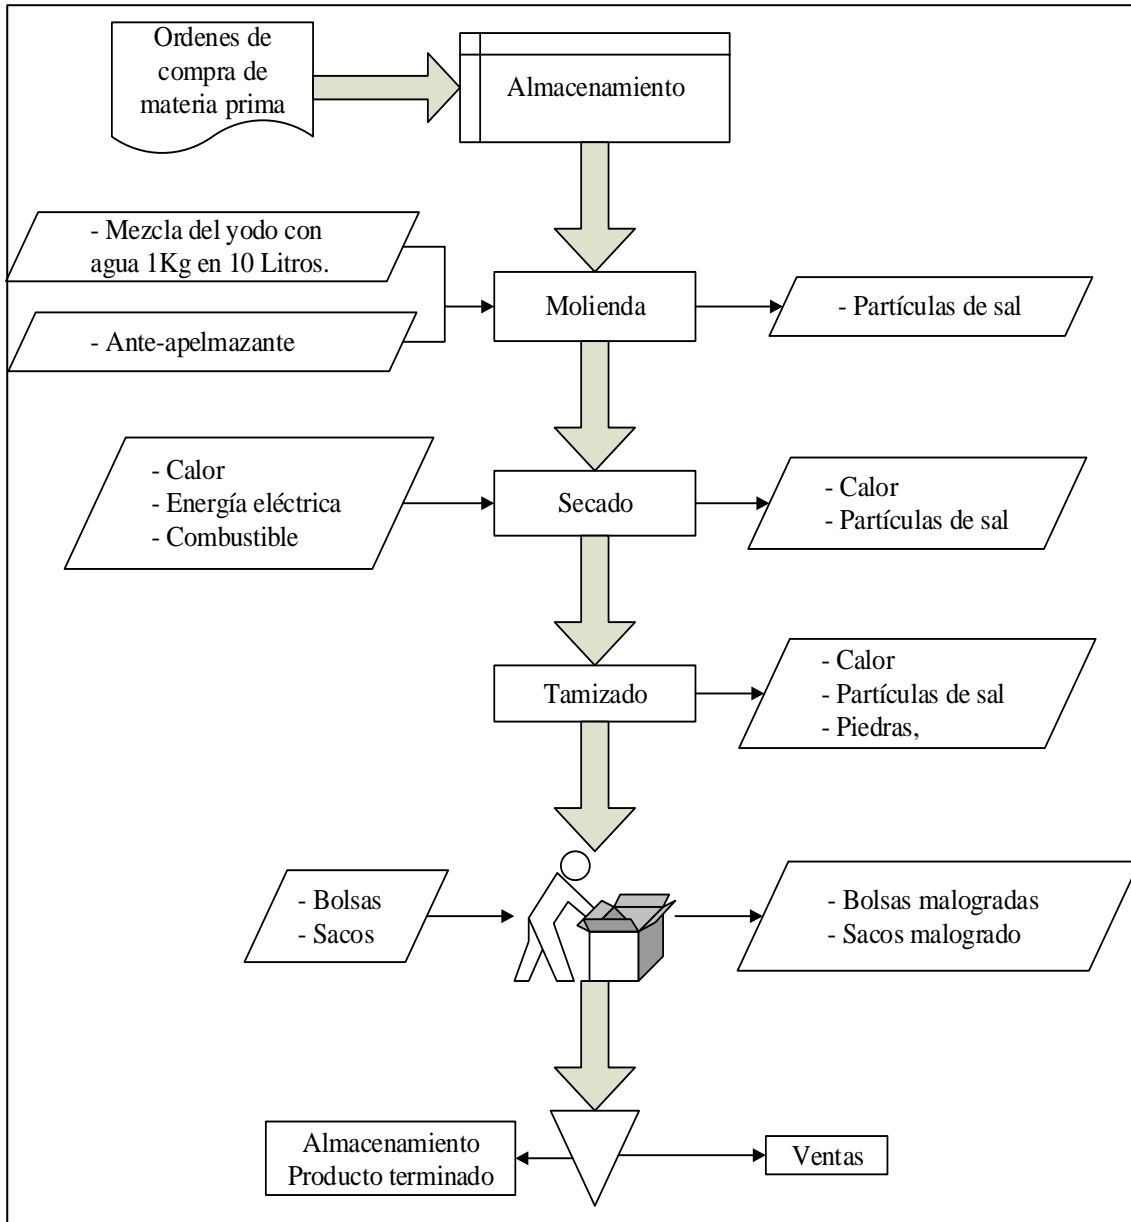 Ordenes de
compra de
materia prima
Almacenamiento
- Mezcla del yodo con
agua 1Kg en 10 Litros.
- Ante-apelmazante
Molienda
- Partículas de sal
- Calor
- Energía eléctrica
- Combustible
Secado
- Calor
- Partículas de sal
Tamizado
- Calor
- Partículas de sal
- Piedras,
- Bolsas
- Sacos
- Bolsas malogradas
- Sacos malogrado
Almacenamiento
Producto terminado
Ventas